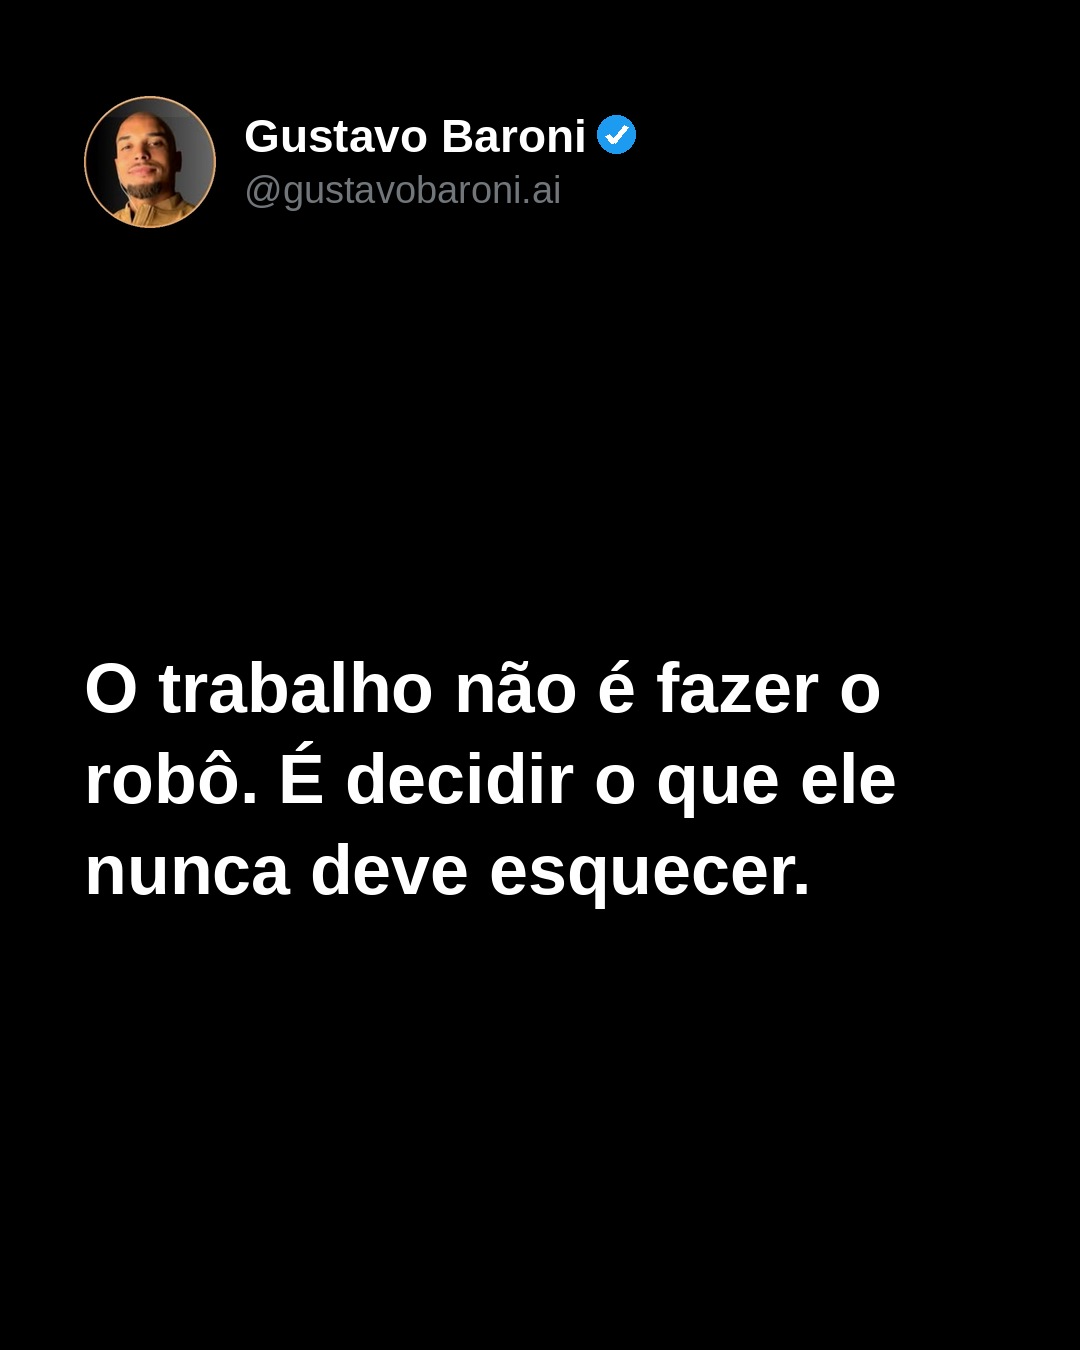 Gustavo Baroni
@gustavobaroni.ai
O trabalho não é fazer o
robô. É decidir o que ele
nunca deve esquecer.